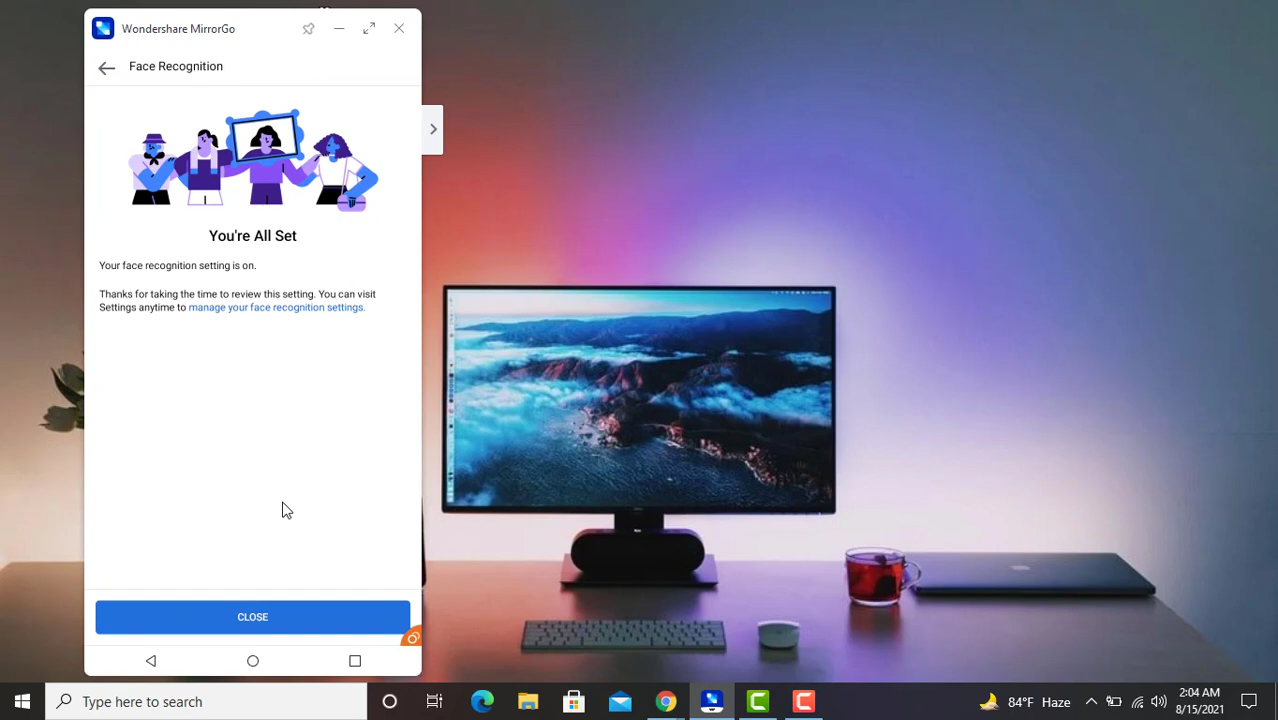 Wondershare MirrorGo
Face Recognition
You're All Set
Your face recognition setting is on.
Thanks for taking the time to review this setting. You can visit
Settings anytime to manage your face recognition settings.
CLOSE
Type here to search
84°F Haze
2:04 AM
8/15/2021